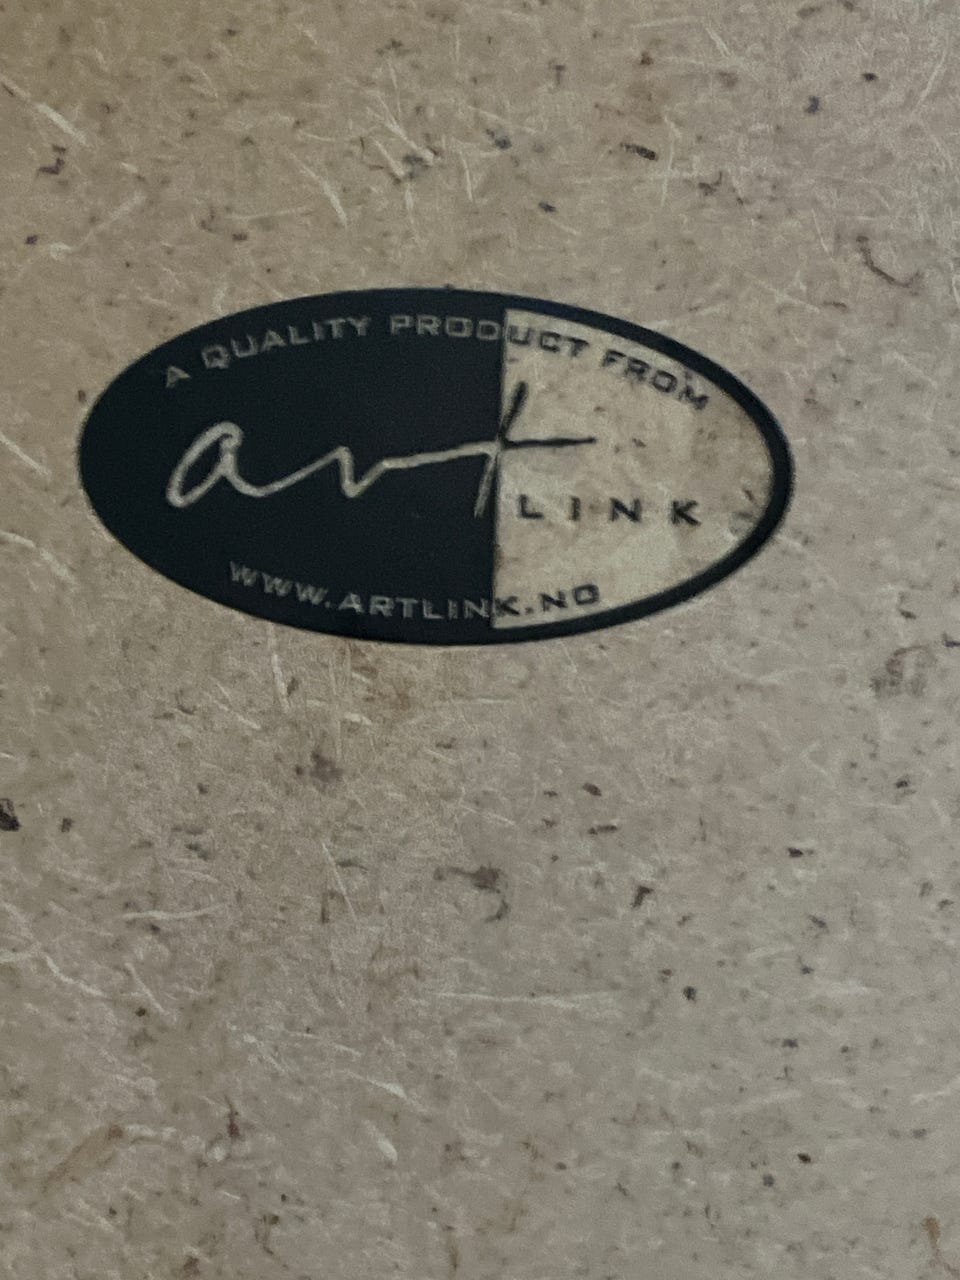 A QUALITY PRODUCT FROM
art
LINK
WWW.ARTLINK.NO